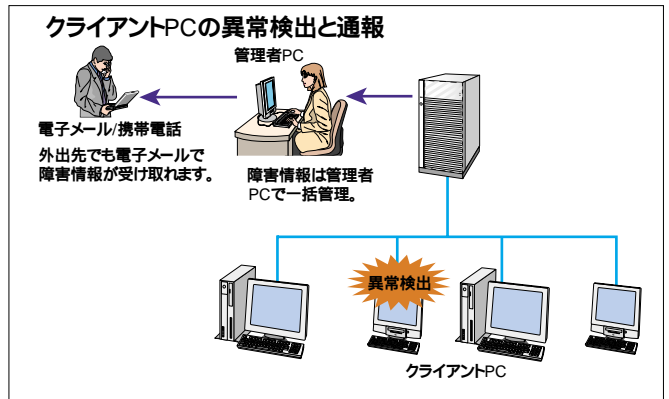 クライアントPCの異常検出と通報
管理者PC
電子メール/携帯電話
外出先でも電子メールで
障害情報が受け取れます。
障害情報は管理者
PCで一括管理。
異常検出
クライアントPC